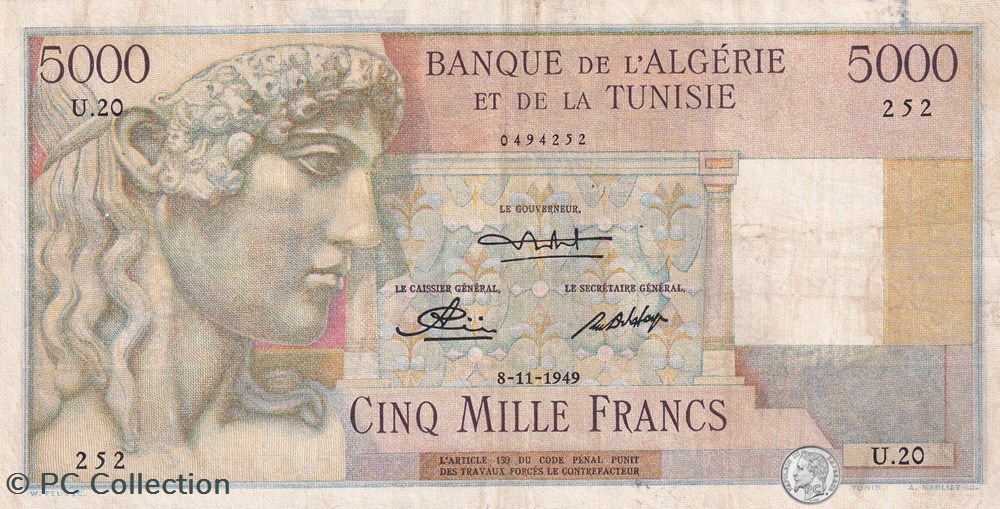 5000
BANQUE DE L'ALGÉRIE
5000
U.20
ET DE LA TUNISIE
252
0494252
LE GOUVERNEUR,
LE CAISSIER GÉNÉRAL,
LE SECRÉTAIRE GÉNÉRAL,
8-11-1949
CINQ MILLE FRANCS
252
L'ARTICLE 139 DU CODE PÉNAL PUNIT
DES TRAVAUX FORCÉS LE CONTREFACTEUR
U.20
© PC Collection
PC
TUNIS